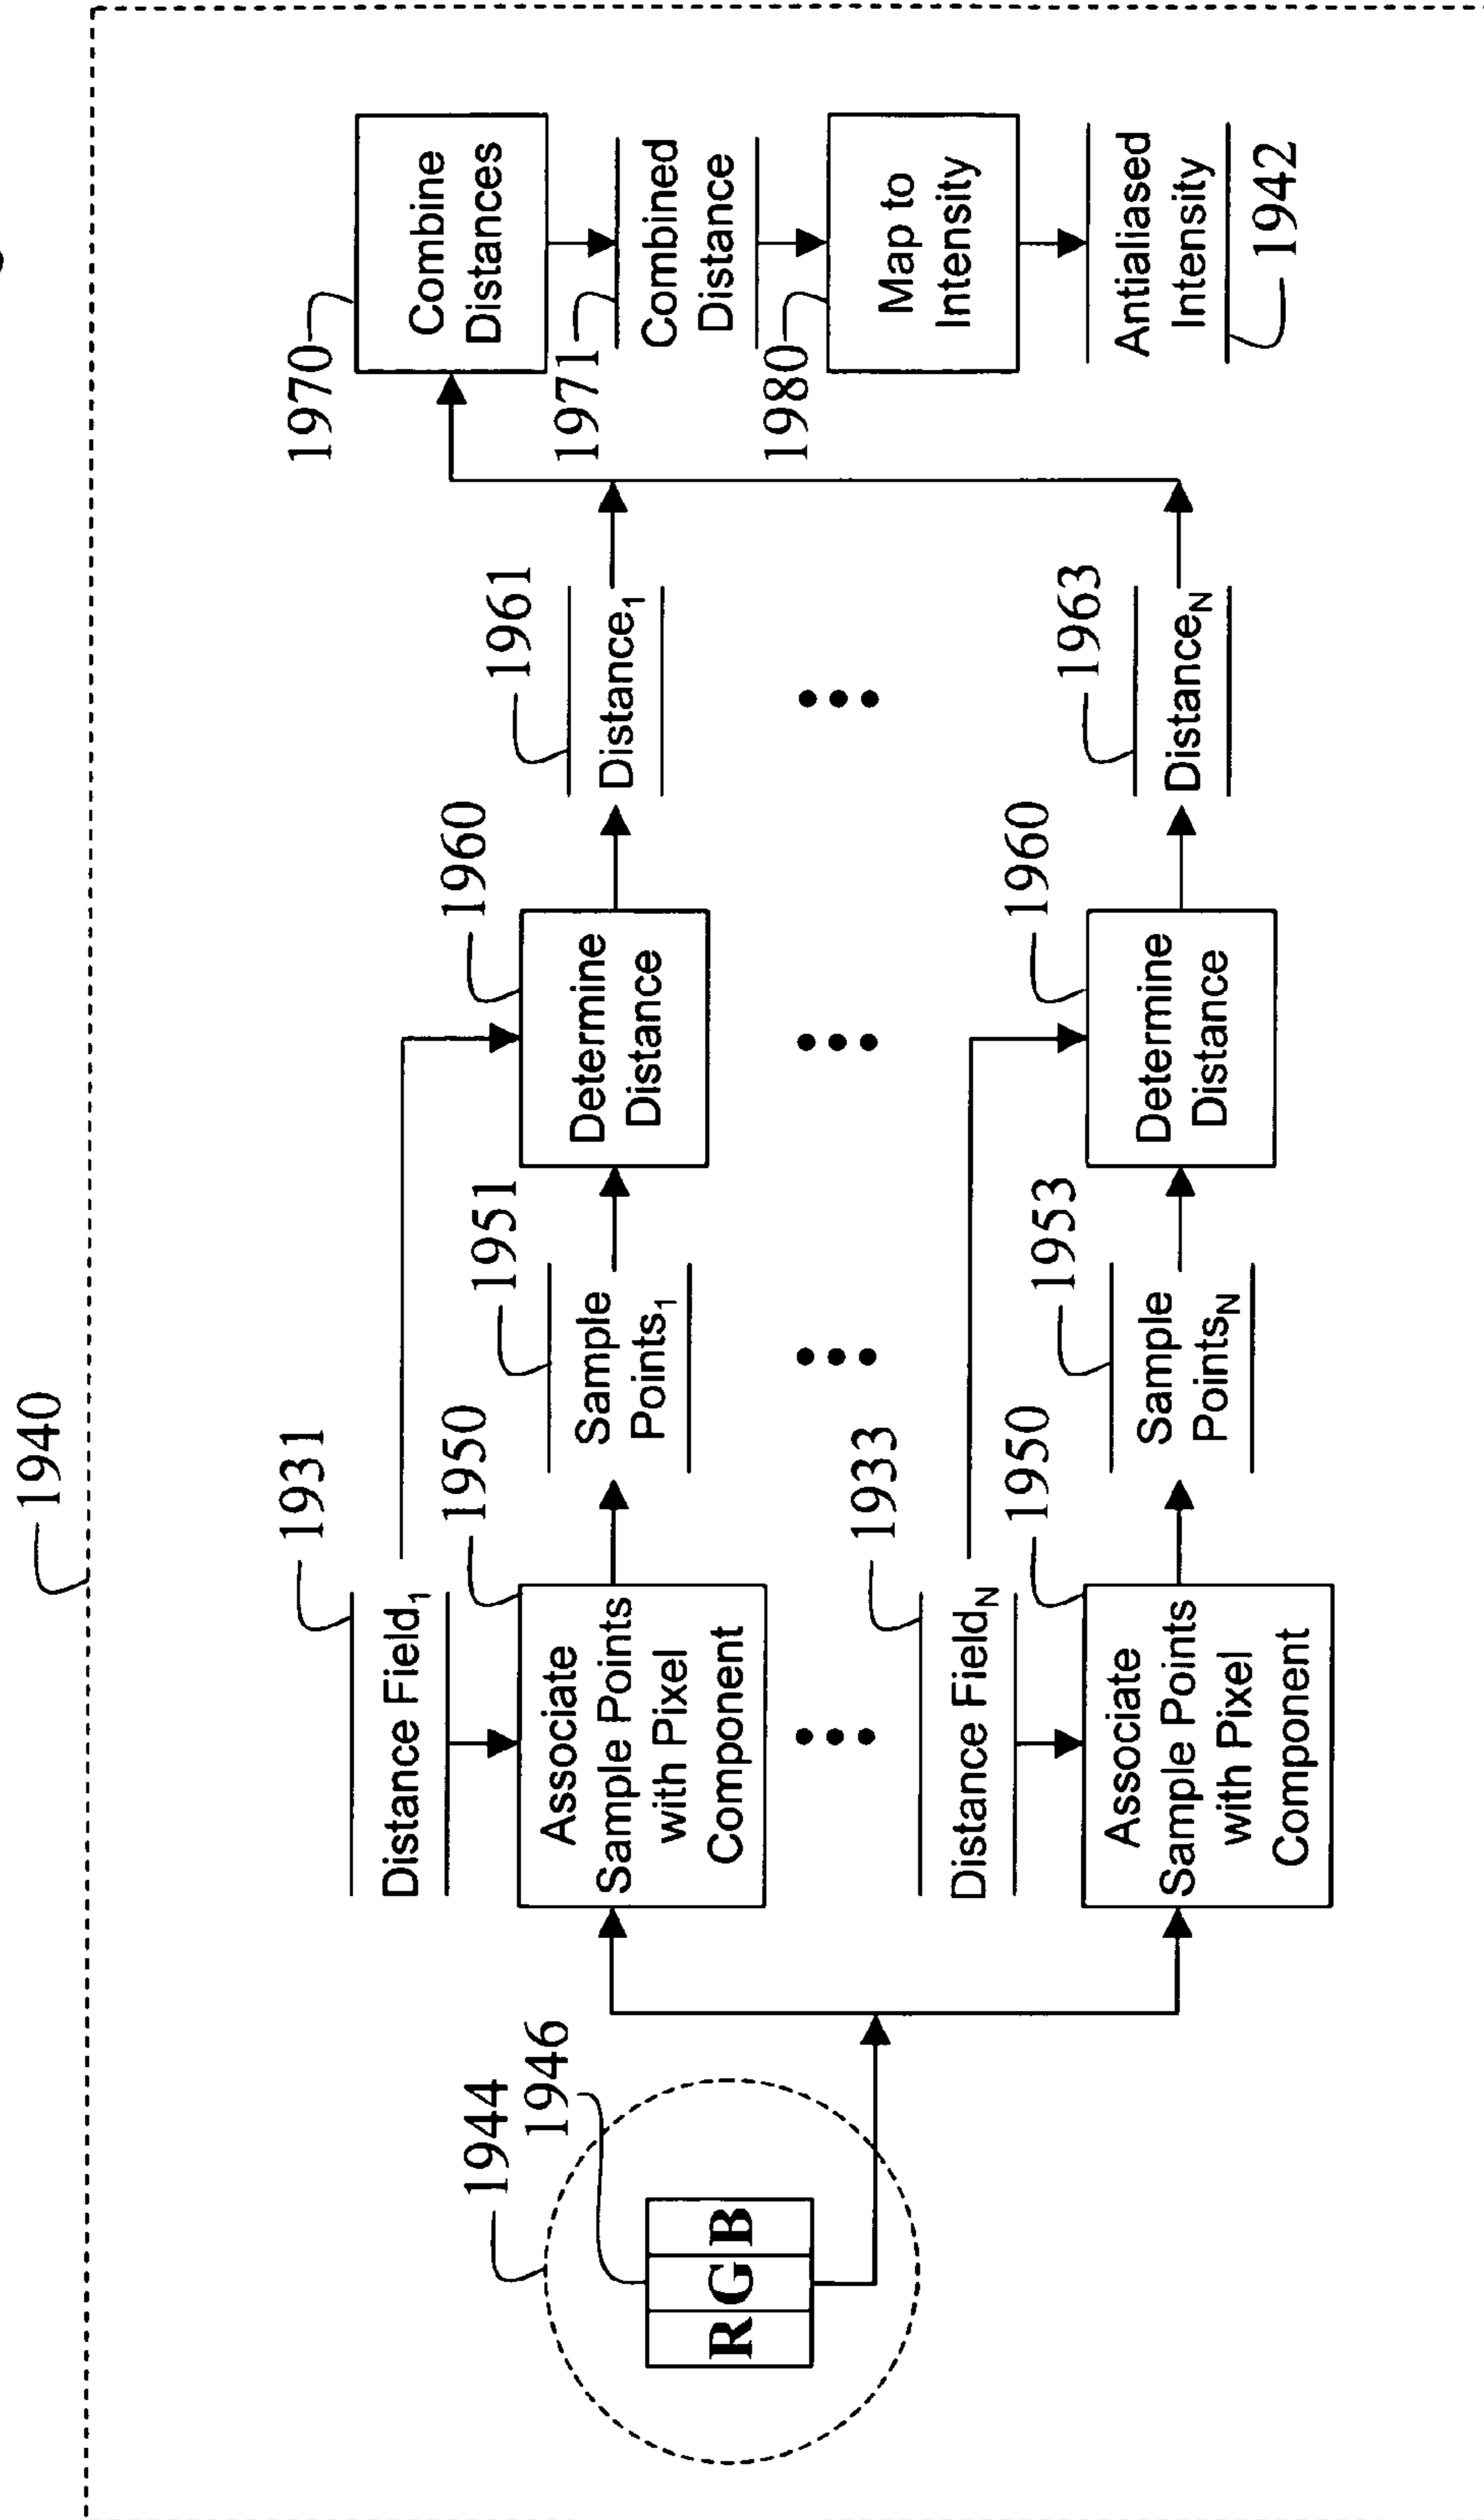 1940
1944
1946
R G B
1931
Distance Field1
1950
Associate
Sample Points
with Pixel
Component
1951
Sample
Points1
1960
Determine
Distance
1961
Distance1
1933
Distance FieldN
1950
Associate
Sample Points
with Pixel
Component
1953
Sample
PointsN
1960
Determine
Distance
1963
DistanceN
1970
Combine
Distances
1971
Combined
Distance
1980
Map to
Intensity
Antialiased
Intensity
1942